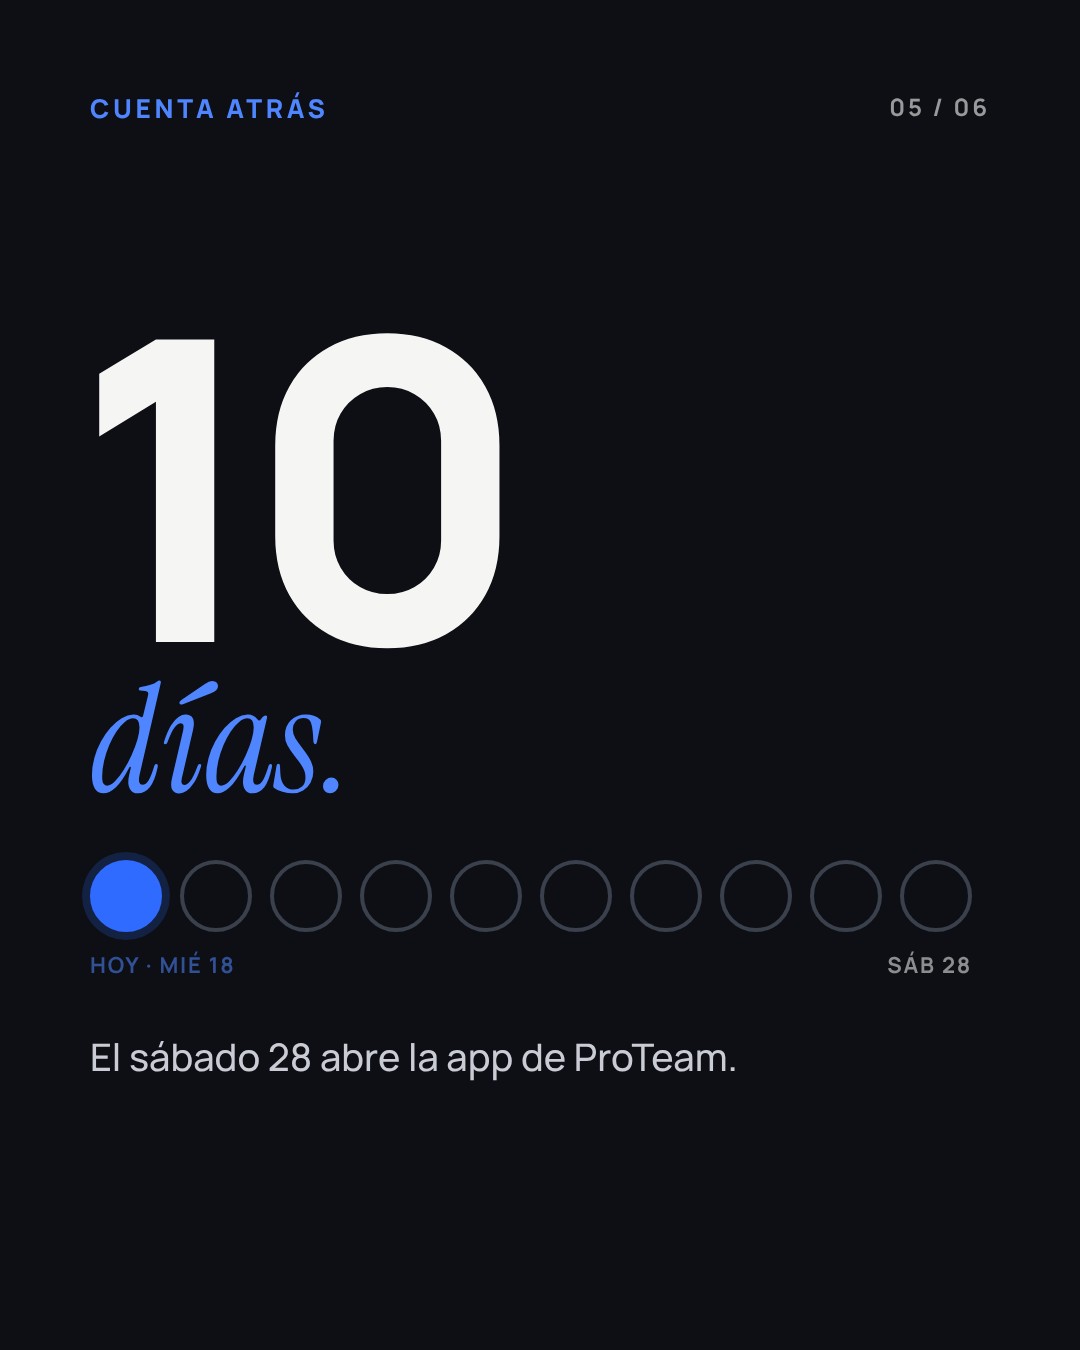 CUENTA ATRÁS
05 / 06
10
días.
HOY · MIÉ 18
SÁB 28
El sábado 28 abre la app de ProTeam.